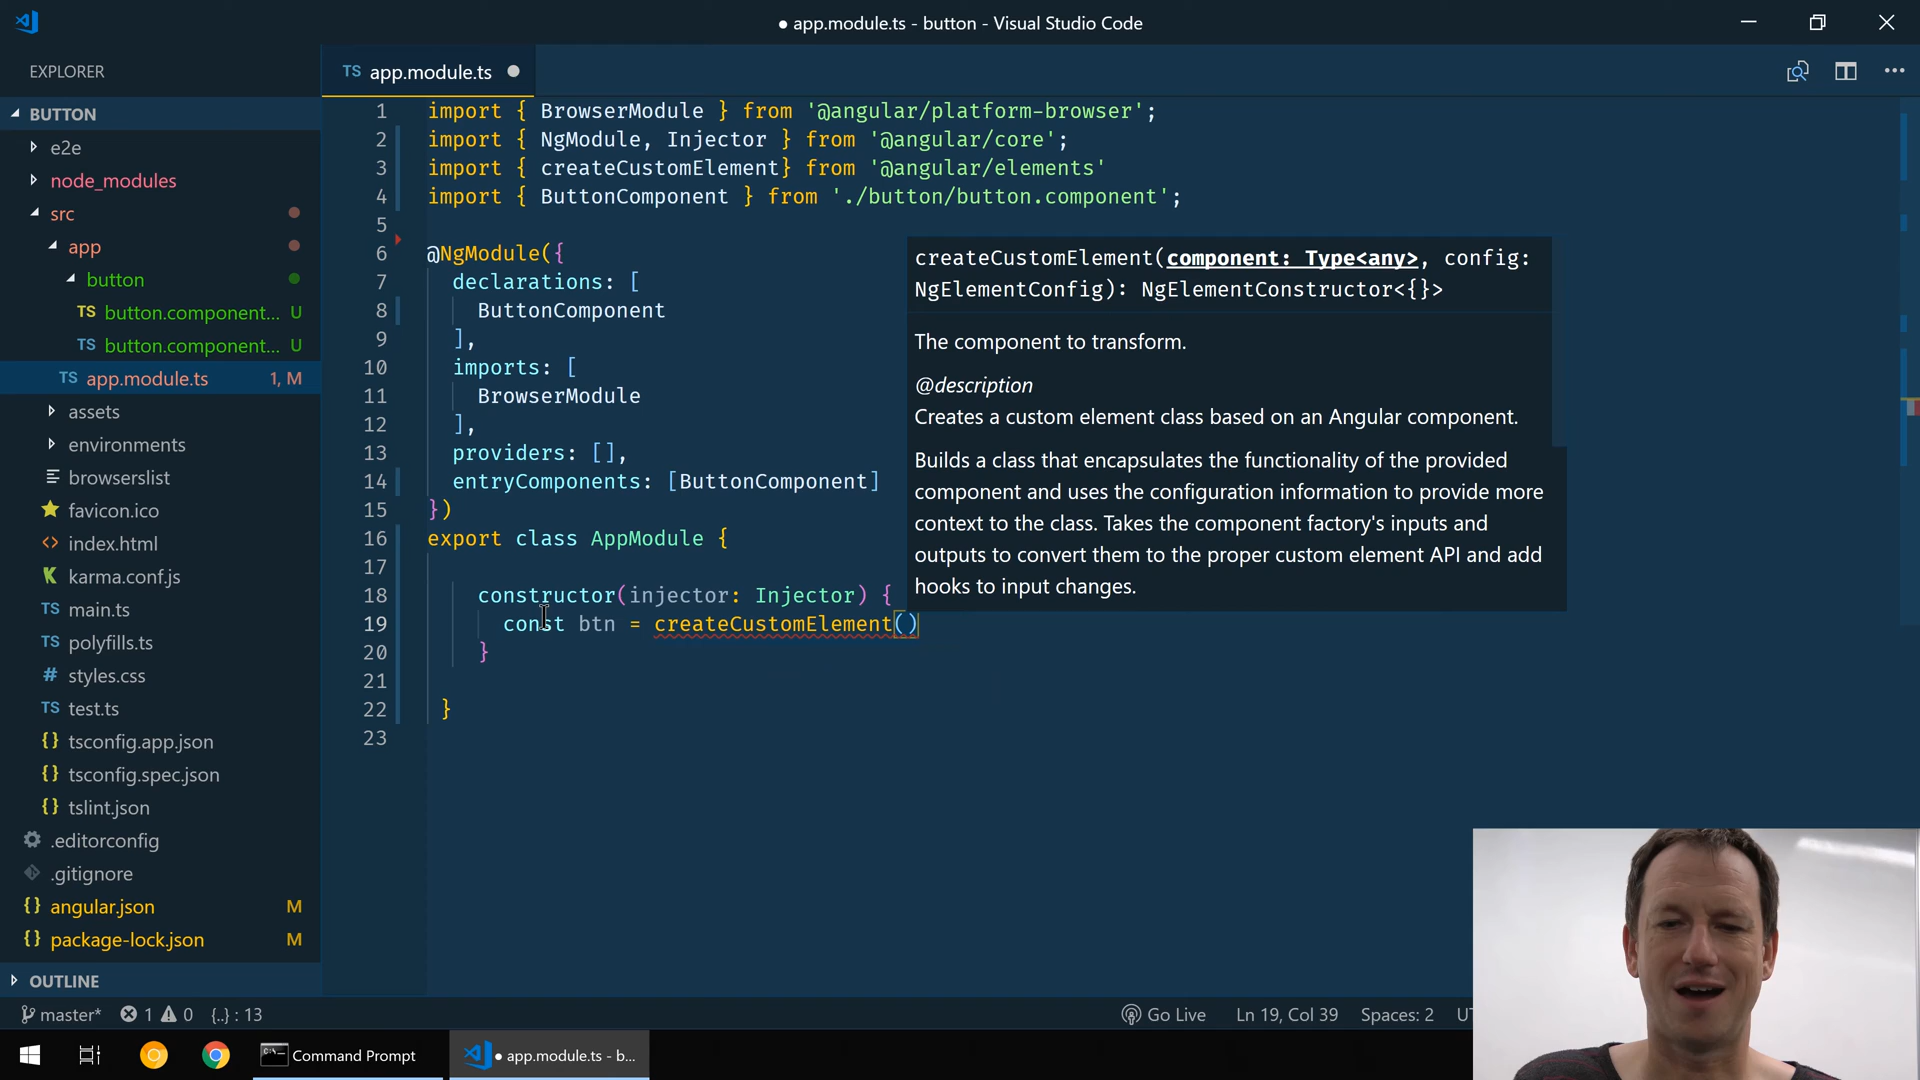 app.module.ts - button - Visual Studio Code
EXPLORER
TS app.module.ts
BUTTON
e2e
node_modules
src
app
button
TS button.component... U
TS button.component... U
TS app.module.ts 1, M
assets
environments
browserslist
favicon.ico
index.html
karma.conf.js
TS main.ts
TS polyfills.ts
styles.css
TS test.ts
{} tsconfig.app.json
{} tsconfig.spec.json
{} tslint.json
.editorconfig
.gitignore
{} angular.json M
{} package-lock.json M
OUTLINE
1 import { BrowserModule } from '@angular/platform-browser';
2 import { NgModule, Injector } from '@angular/core';
3 import { createCustomElement} from '@angular/elements'
4 import { ButtonComponent } from './button/button.component';
5
6 @NgModule({
7 declarations: [
8 ButtonComponent
9 ],
10 imports: [
11 BrowserModule
12 ],
13 providers: [],
14 entryComponents: [ButtonComponent]
15 })
16 export class AppModule {
17
18 constructor(injector: Injector) {
19 const btn = createCustomElement()
20 }
21
22 }
23
createCustomElement(component: Type<any>, config:
NgElementConfig): NgElementConstructor<{}>
The component to transform.
@description
Creates a custom element class based on an Angular component.
Builds a class that encapsulates the functionality of the provided
component and uses the configuration information to provide more
context to the class. Takes the component factory's inputs and
outputs to convert them to the proper custom element API and add
hooks to input changes.
master* 1 0 {..} : 13 Go Live Ln 19, Col 39 Spaces: 2
Command Prompt
app.module.ts - b...